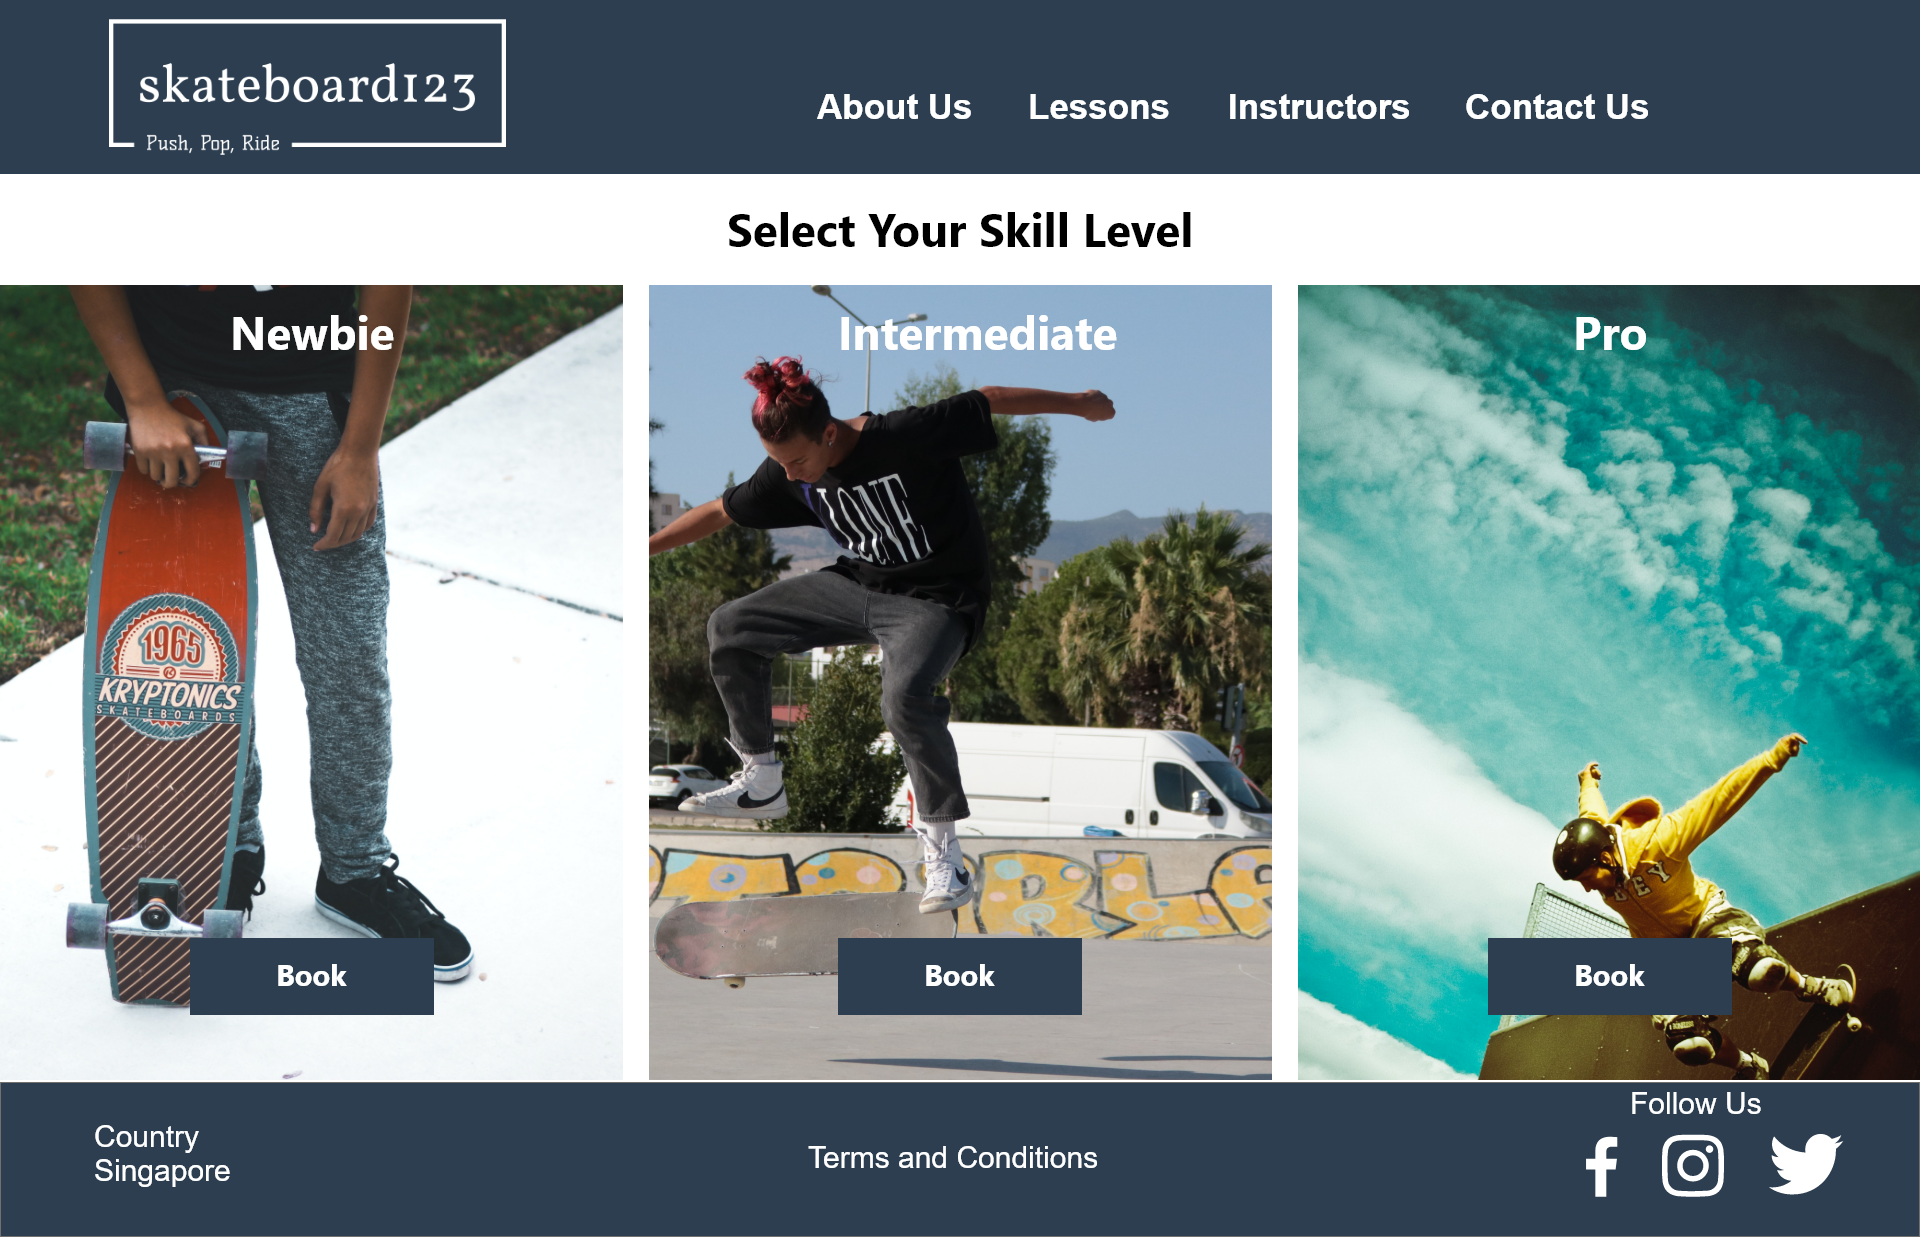 skateboard123
Push, Pop, Ride
About Us
Lessons
Instructors
Contact Us
Select Your Skill Level
Newbie
Intermediate
Pro
1965
KRYPTONICS
SKATEBOARDS
Book
Book
Book
Country
Singapore
Terms and Conditions
Follow Us